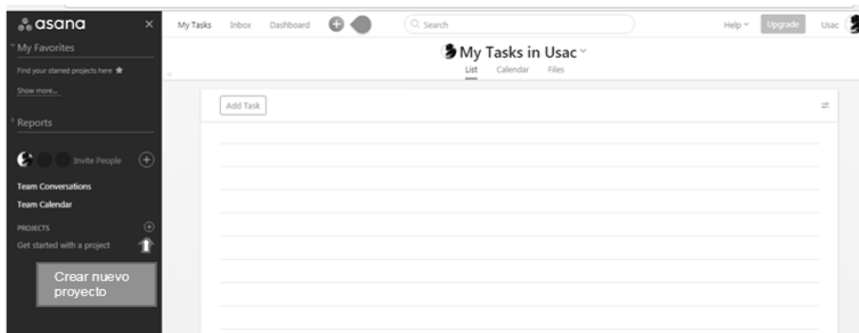 asana
My Favorites
Find your starred projects here
Show more...
Reports
Invite People
Team Conversations
Team Calendar
PROJECTS
Get started with a project
Crear nuevo
proyecto
My Tasks Inbox Dashboard Search Help Upgrade Usac
My Tasks in Usac
List Calendar Files
Add Task